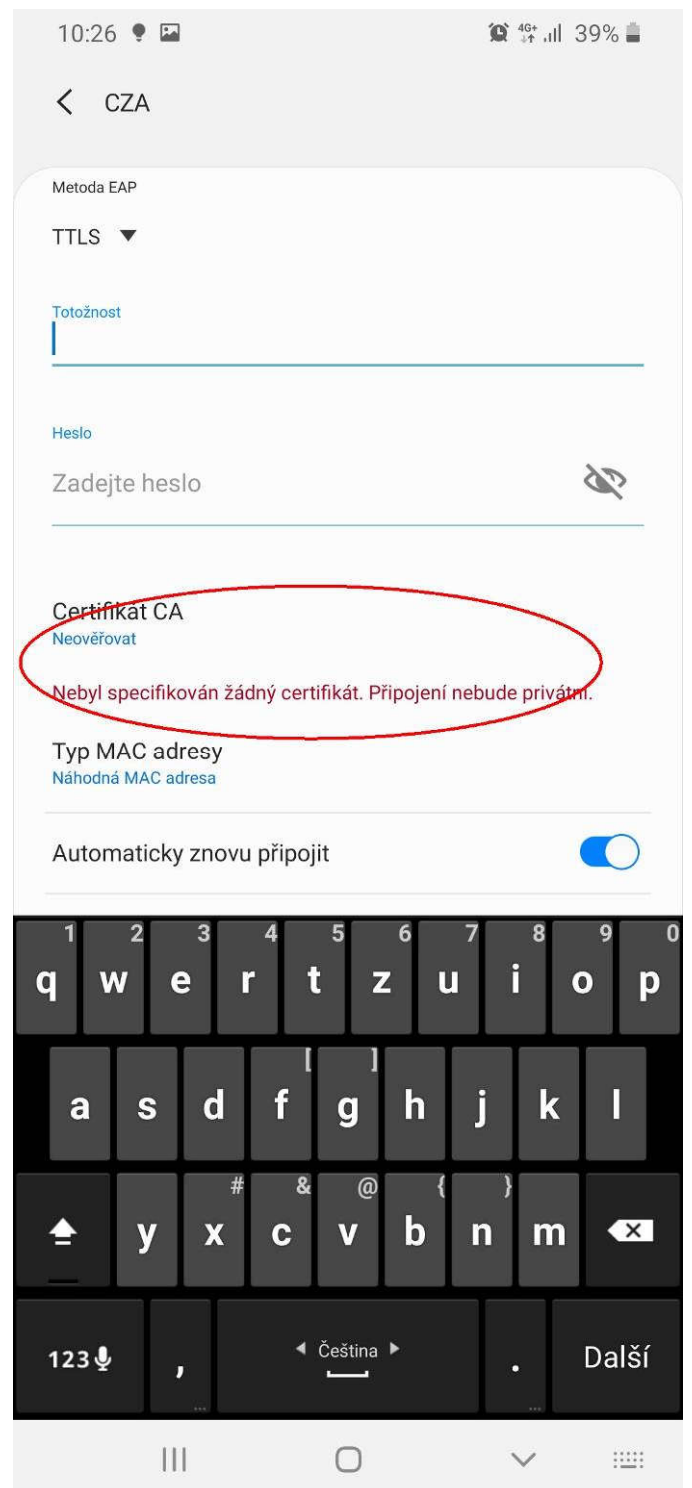 10:26 4G+ 39%
CZA
Metoda EAP
TTLS
Totožnost
Heslo
Zadejte heslo
Certifikát CA
Neověřovat
Nebyl specifikován žádný certifikát. Připojení nebude privátní.
Typ MAC adresy
Náhodná MAC adresa
Automaticky znovu připojit
1 2 3 4 5 6 7 8 9 0
q w e r t z u i o p
[ ]
a s d f g h j k l
# & @ { }
y x c v b n m
123 , Čeština . Další